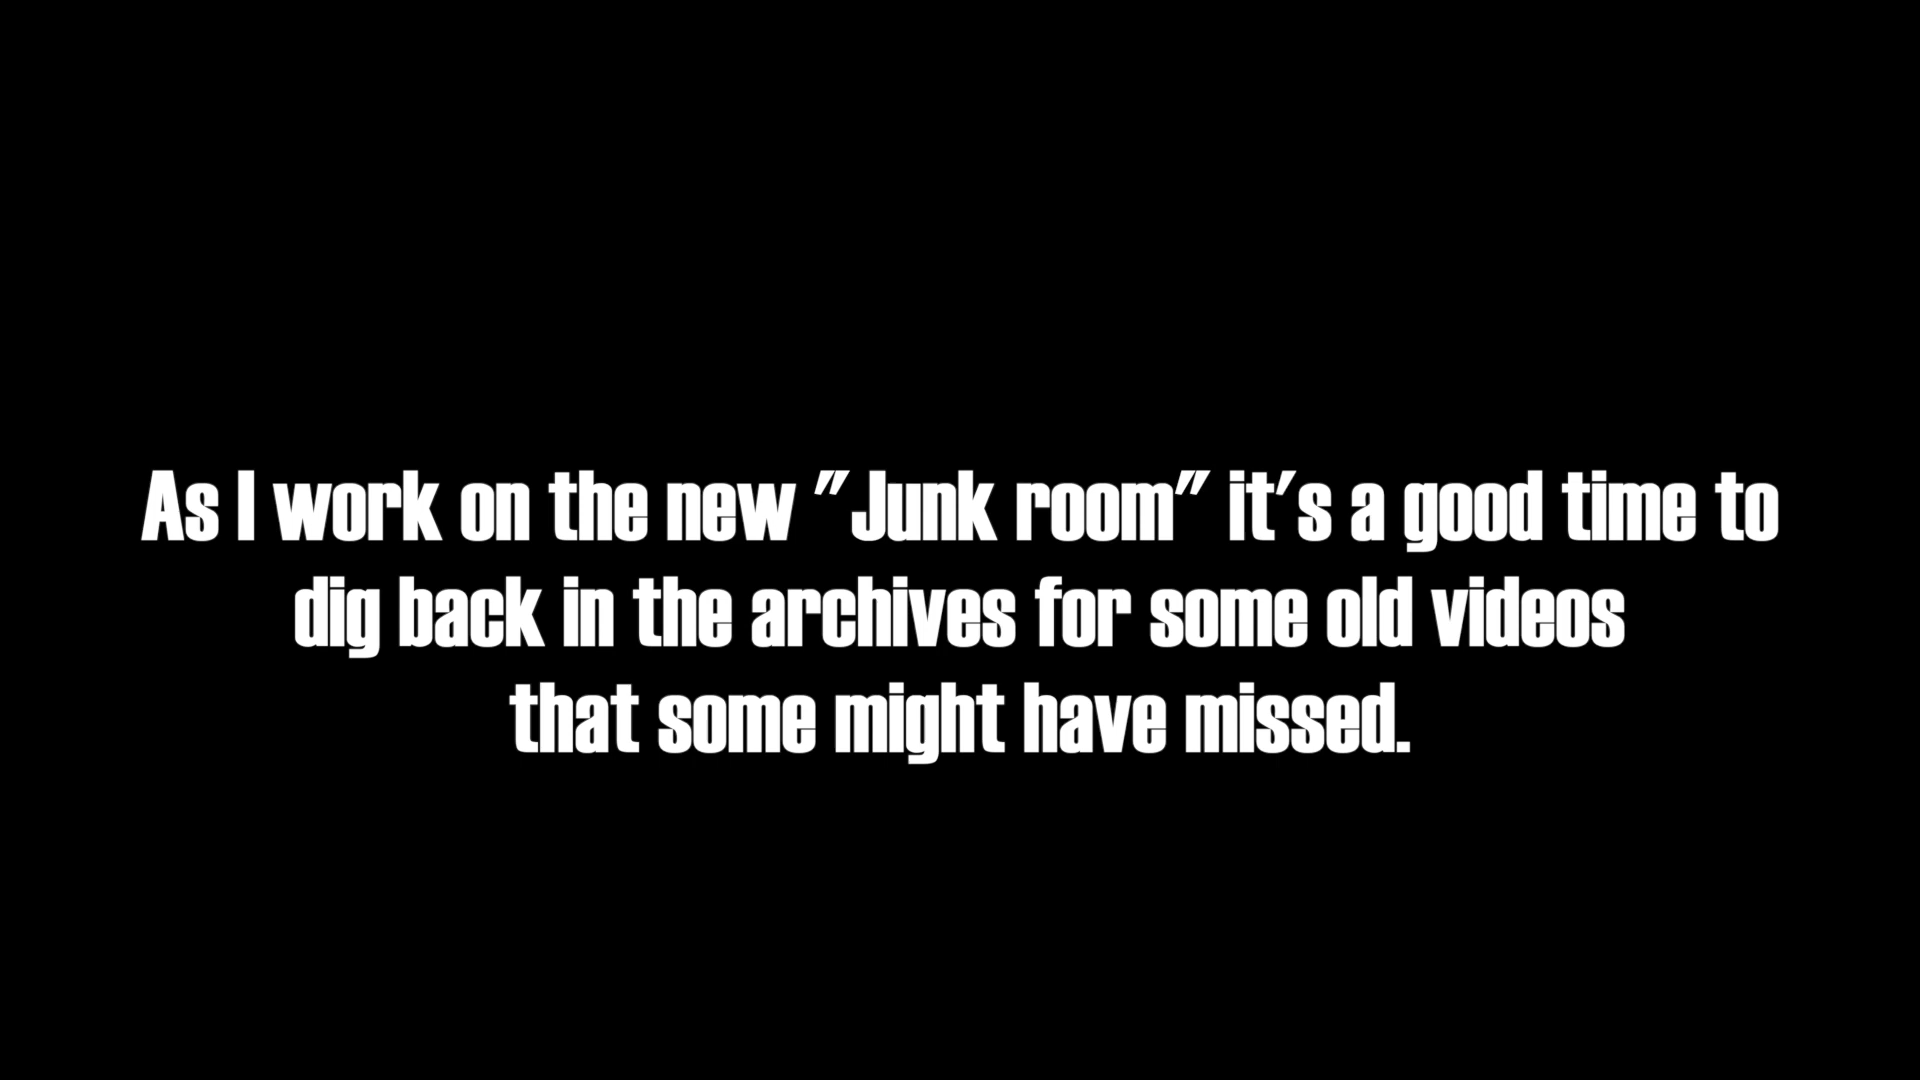 As I work on the new "Junk room" it's a good time to
dig back in the archives for some old videos
that some might have missed.